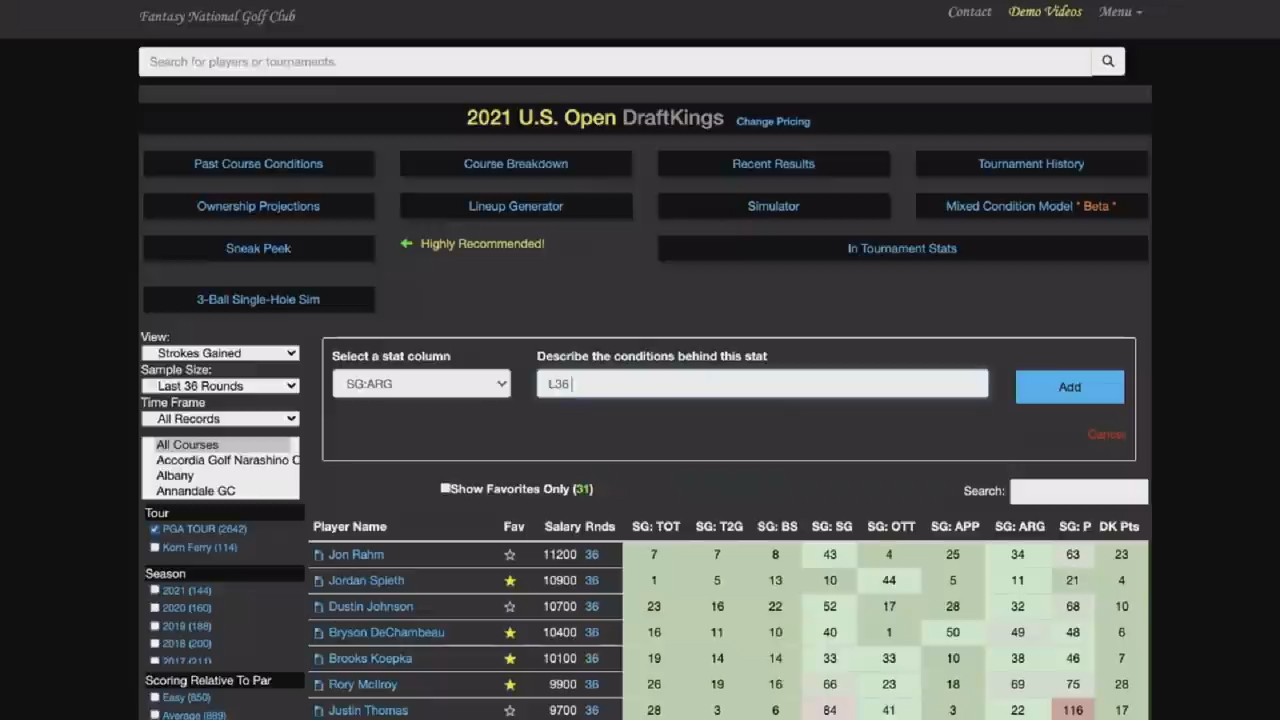 Fantasy National Golf Club
Contact Demo Videos Menu
Search for players or tournaments.
2021 U.S. Open DraftKings Change Pricing
Past Course Conditions Course Breakdown Recent Results Tournament History
Ownership Projections Lineup Generator Simulator Mixed Condition Model * Beta *
Sneak Peek Highly Recommended! In Tournament Stats
3-Ball Single-Hole Sim
View:
Strokes Gained
Sample Size:
Last 36 Rounds
Time Frame
All Records
All Courses
Accordia Golf Narashino C
Albany
Annandale GC
Tour
PGA TOUR (2642)
Korn Ferry (114)
Season
2021 (144)
2020 (160)
2019 (188)
2018 (200)
2017 (211)
Scoring Relative To Par
Easy (850)
Average (889)
Select a stat column Describe the conditions behind this stat
SG:ARG L36 Add
Cancel
Show Favorites Only (31) Search:
Player Name Fav Salary Rnds SG: TOT SG: T2G SG: BS SG: SG SG: OTT SG: APP SG: ARG SG: P DK Pts
Jon Rahm 11200 36 7 7 8 43 4 25 34 63 23
Jordan Spieth 10900 36 1 5 13 10 44 5 11 21 4
Dustin Johnson 10700 36 23 16 22 52 17 28 32 68 10
Bryson DeChambeau 10400 36 16 11 10 40 1 50 49 48 6
Brooks Koepka 10100 36 19 14 14 33 33 10 38 46 7
Rory McIlroy 9900 36 26 19 16 66 23 18 69 75 28
Justin Thomas 9700 36 28 3 6 84 41 3 22 116 17